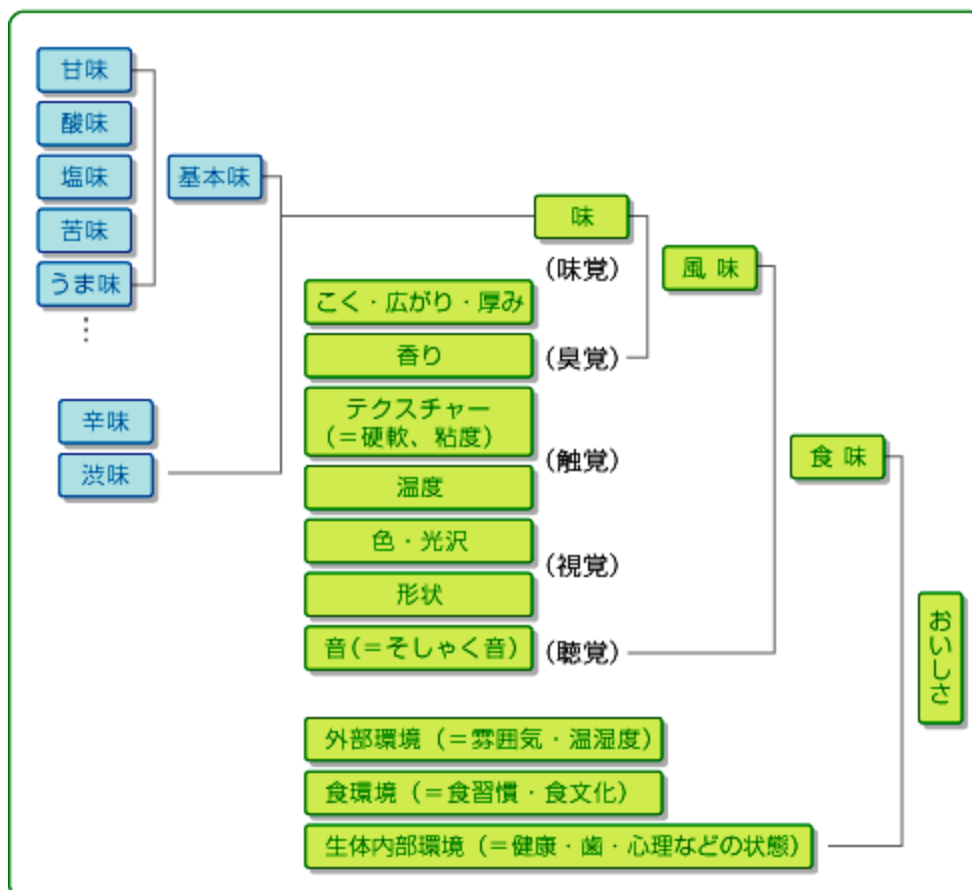 甘味
酸味
塩味
苦味
うま味
⋮
基本味
辛味
渋味
味
(味覚)
こく・広がり・厚み
香り
(臭覚)
テクスチャー
(=硬軟、粘度)
(触覚)
温度
色・光沢
(視覚)
形状
音(=そしゃく音)
(聴覚)
風味
食味
おいしさ
外部環境(=雰囲気・温湿度)
食環境(=食習慣・食文化)
生体内部環境(=健康・歯・心理などの状態)